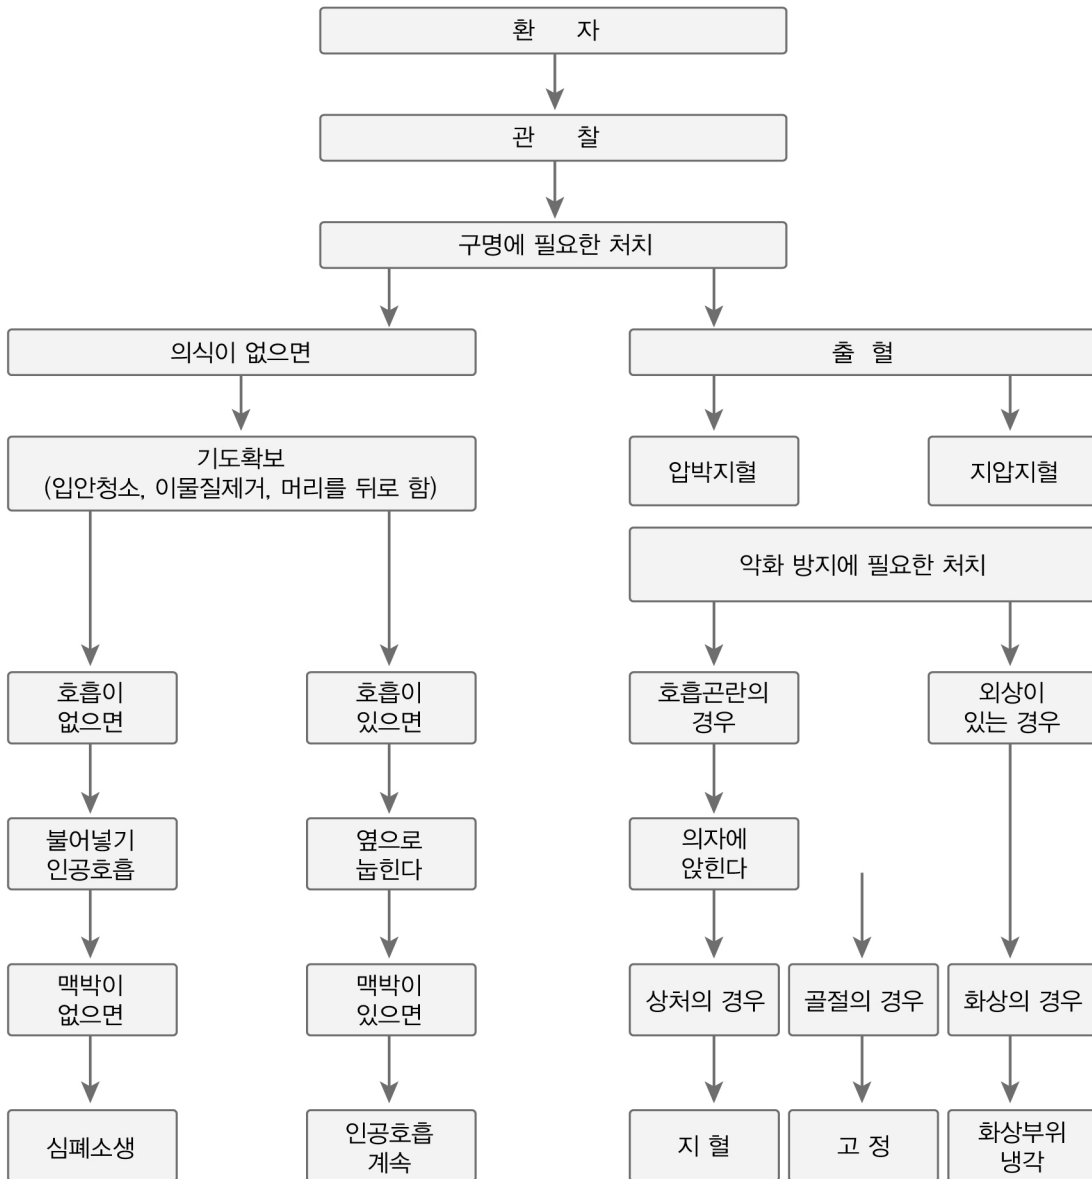 환 자
관 찰
구명에 필요한 처치
의식이 없으면
출 혈
기도확보
(입안청소, 이물질제거, 머리를 뒤로 함)
압박지혈
지압지혈
악화 방지에 필요한 처치
호흡이
없으면
호흡이
있으면
호흡곤란의
경우
외상이
있는 경우
불어넣기
인공호흡
옆으로
눕힌다
의자에
앉힌다
맥박이
없으면
맥박이
있으면
상처의 경우
골절의 경우
화상의 경우
심폐소생
인공호흡
계속
지 혈
고 정
화상부위
냉각